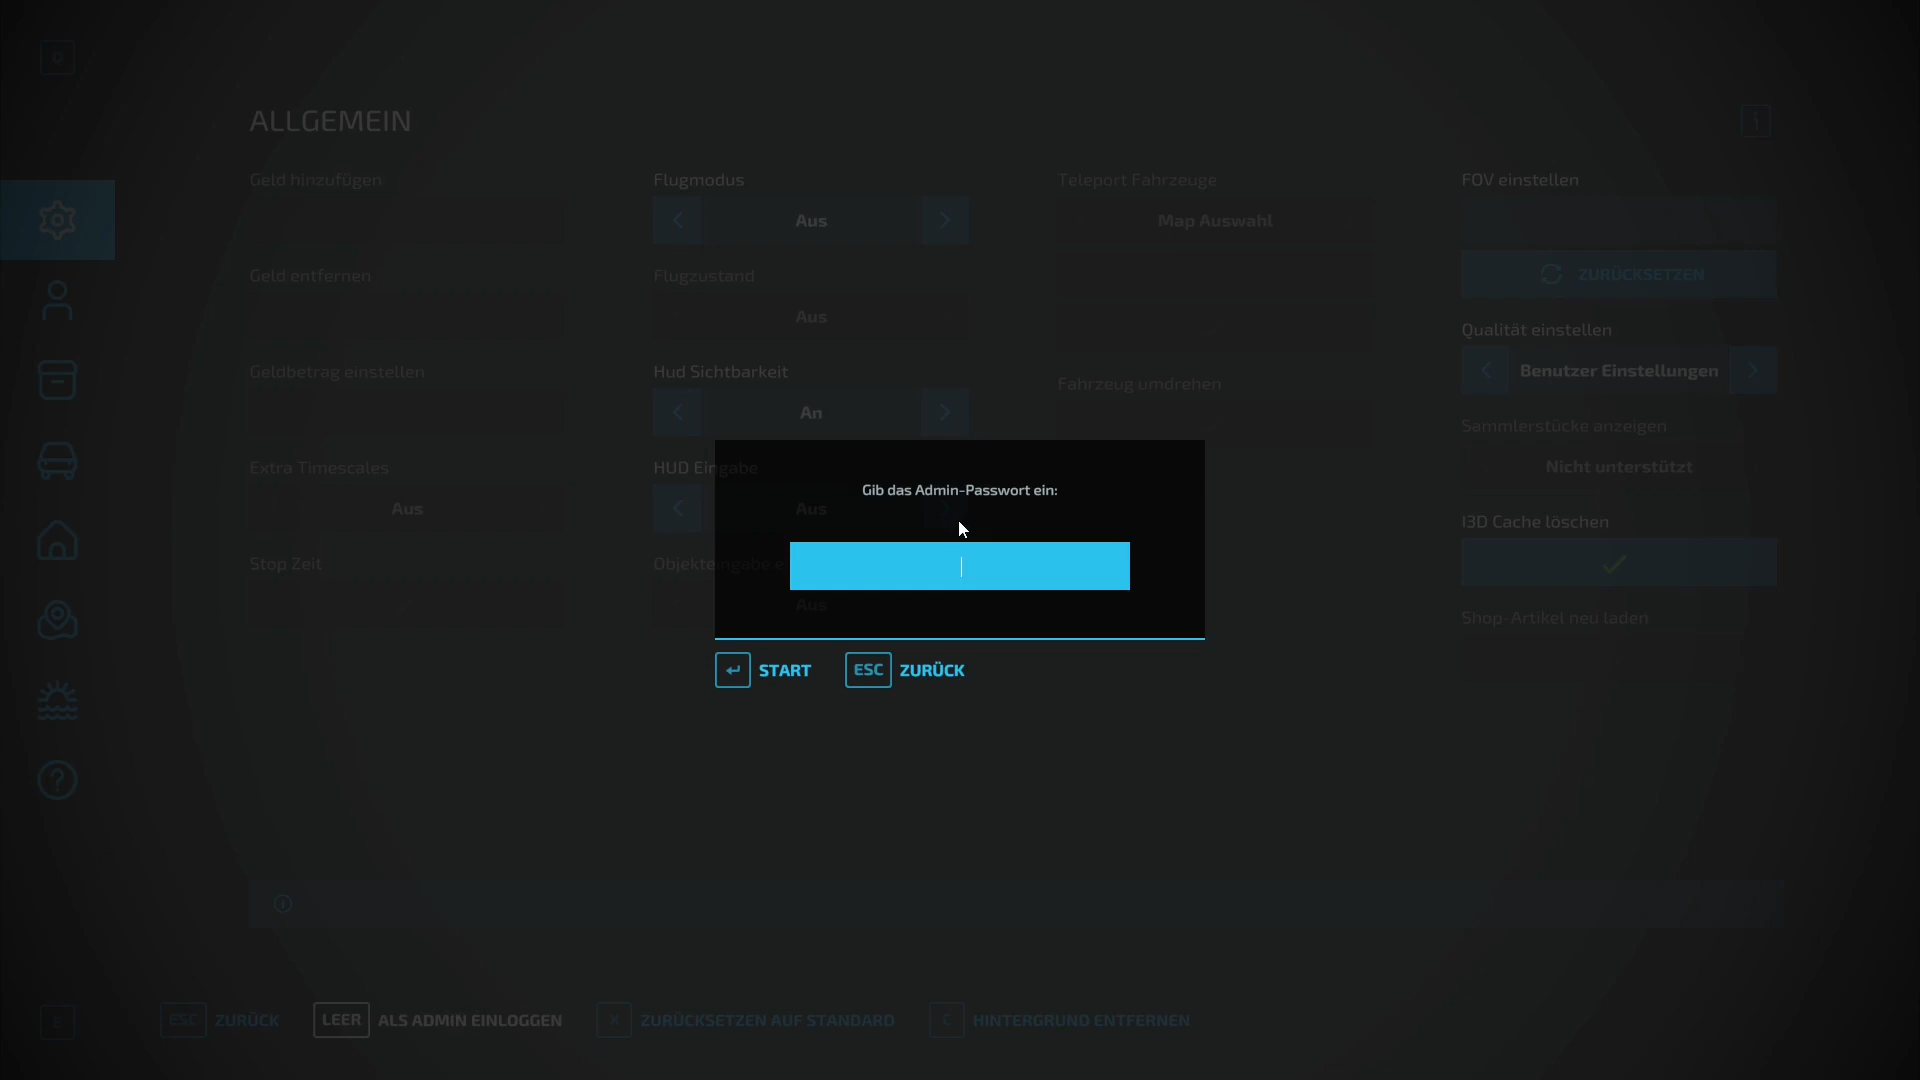 Q
ALLGEMEIN
Geld hinzufügen
Flugmodus
Teleport Fahrzeuge
FOV einstellen
Aus
Map Auswahl
Geld entfernen
Flugzustand
ZURÜCKSETZEN
Aus
Qualität einstellen
Geldbetrag einstellen
Hud Sichtbarkeit
Fahrzeug umdrehen
Benutzer Einstellungen
An
Sammlerstücke anzeigen
Extra Timescales
HUD Eingabe
Nicht unterstützt
Gib das Admin-Passwort ein:
Aus
Aus
I3D Cache löschen
Stop Zeit
Objekteingabe
Aus
Shop-Artikel neu laden
START
ESC ZURÜCK
E
ESC ZURÜCK
LEER ALS ADMIN EINLOGGEN
X ZURÜCKSETZEN AUF STANDARD
C HINTERGRUND ENTFERNEN